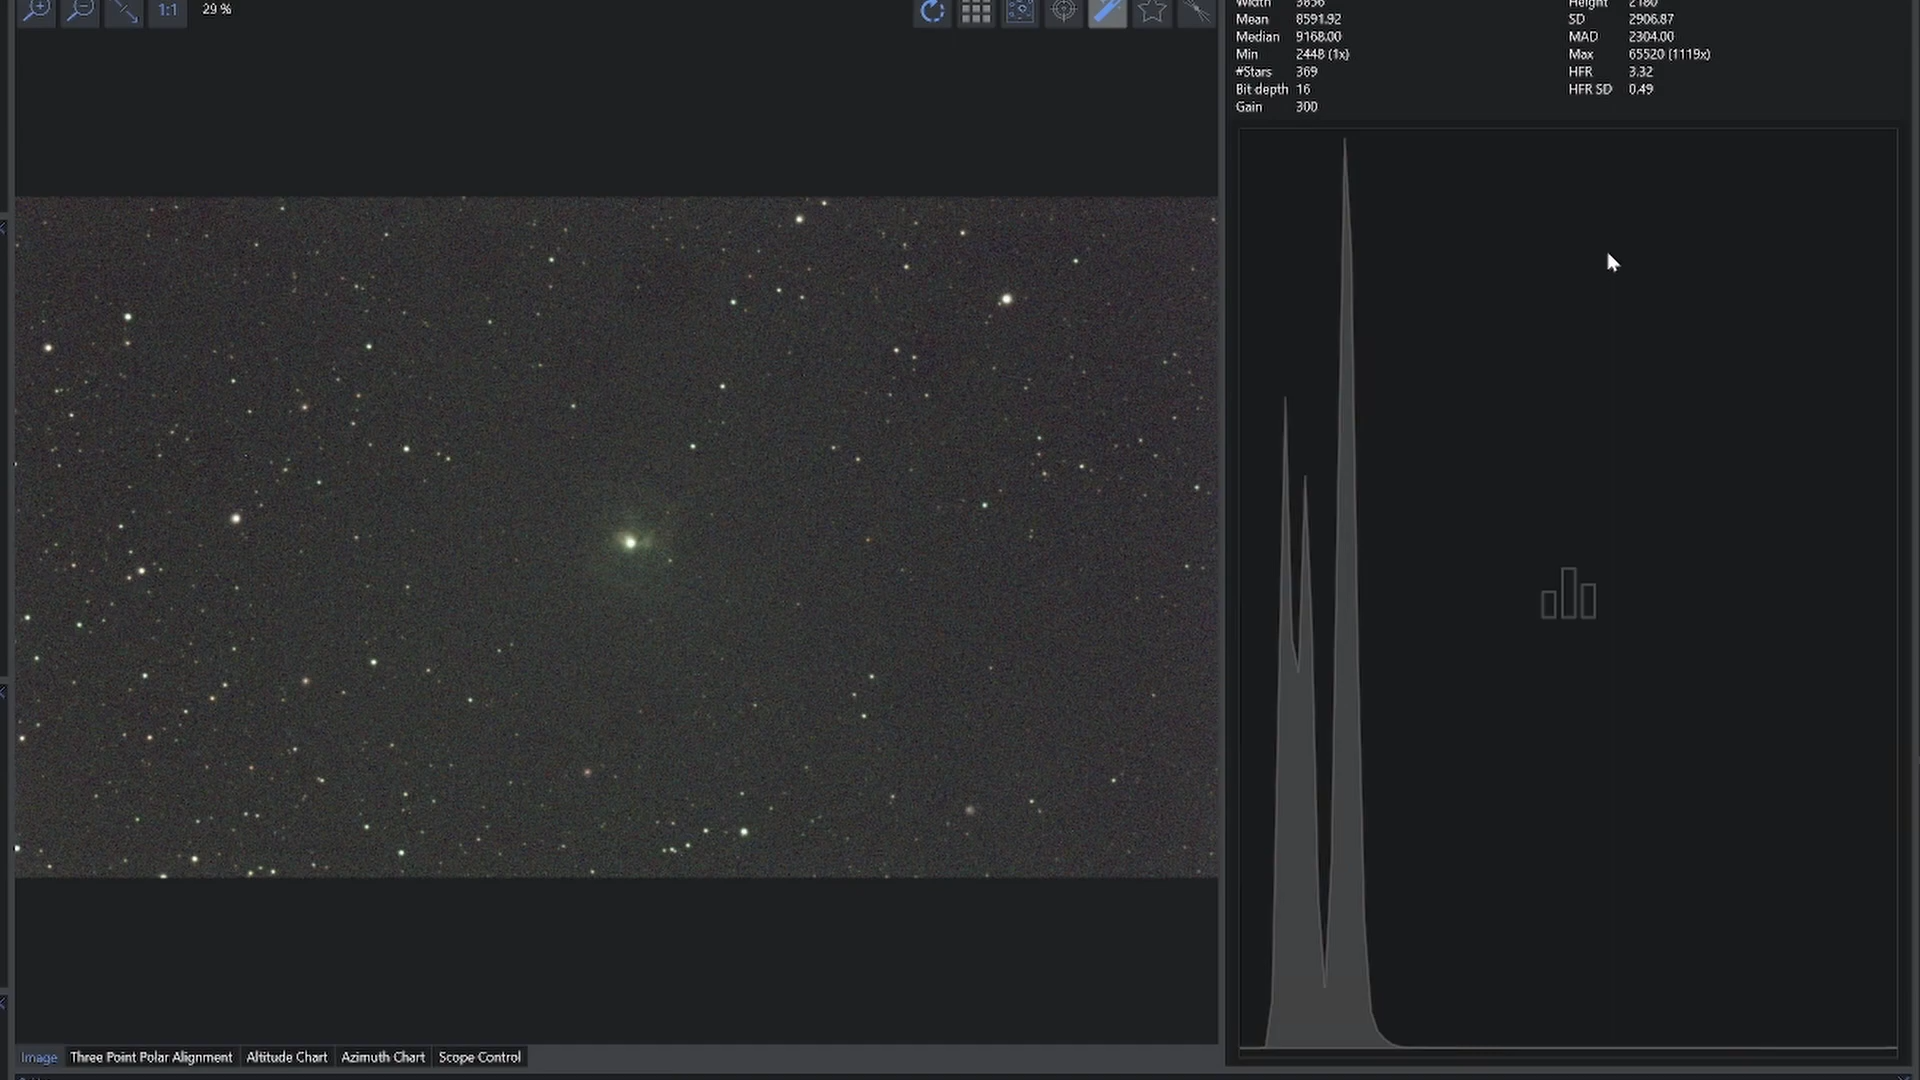 1:1 29 %
Width 3856 Height 2180
Mean 8591.92 SD 2906.87
Median 9168.00 MAD 2304.00
Min 2448 (1x) Max 65520 (1119x)
#Stars 369 HFR 3.32
Bit depth 16 HFR SD 0.49
Gain 300
Image Three Point Polar Alignment Altitude Chart Azimuth Chart Scope Control